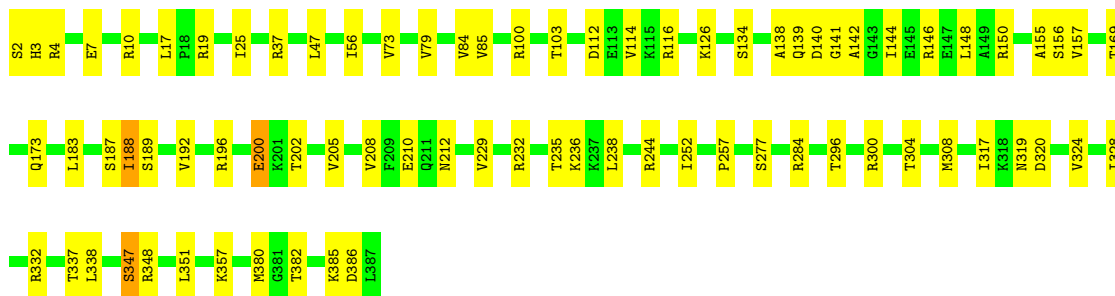 S2 H3 R4 E7 R10 L17 P18 R19 I25 R37 L47 I56 V73 V79 V84 V85 R100 T103 D112 E113 V114 K115 R116 K126 S134 A138 Q139 D140 G141 A142 G143 I144 E145 R146 E147 L148 A149 R150 A155 S156 V157 T169
Q173 L183 S187 I188 S189 V192 R196 E200 K201 T202 V205 V208 F209 E210 Q211 N212 V229 R232 T235 K236 K237 L238 R244 I252 P257 S277 R284 T296 R300 T304 M308 I317 K318 N319 D320 V324
R332 T337 L338 S347 R348 L351 K357 M380 G381 T382 K385 D386 L387